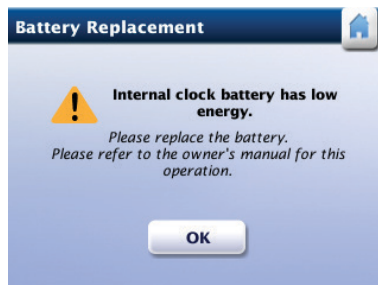 Battery Replacement
Internal clock battery has low
energy.
Please replace the battery.
Please refer to the owner's manual for this
operation.
OK